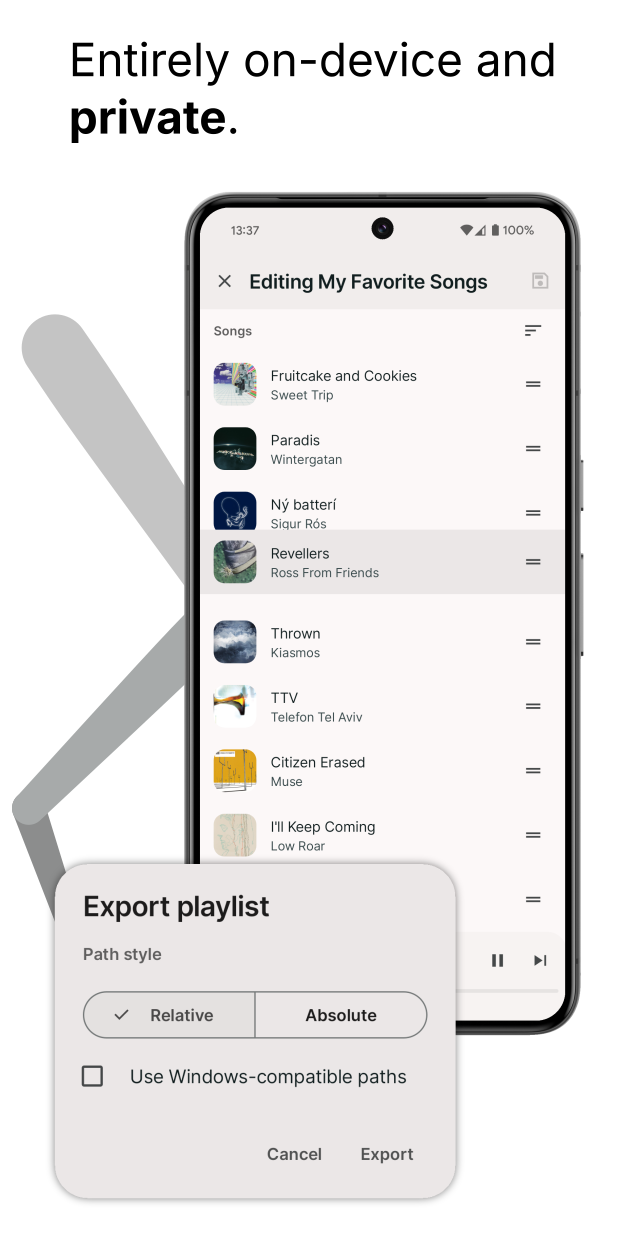 Entirely on-device and
private.
13:37
100%
Editing My Favorite Songs
Songs
Fruitcake and Cookies
Sweet Trip
Paradis
Wintergatan
Ný batterí
Sigur Rós
Revellers
Ross From Friends
Thrown
Kiasmos
TTV
Telefon Tel Aviv
Citizen Erased
Muse
I'll Keep Coming
Low Roar
Export playlist
Path style
Relative
Absolute
Use Windows-compatible paths
Cancel
Export